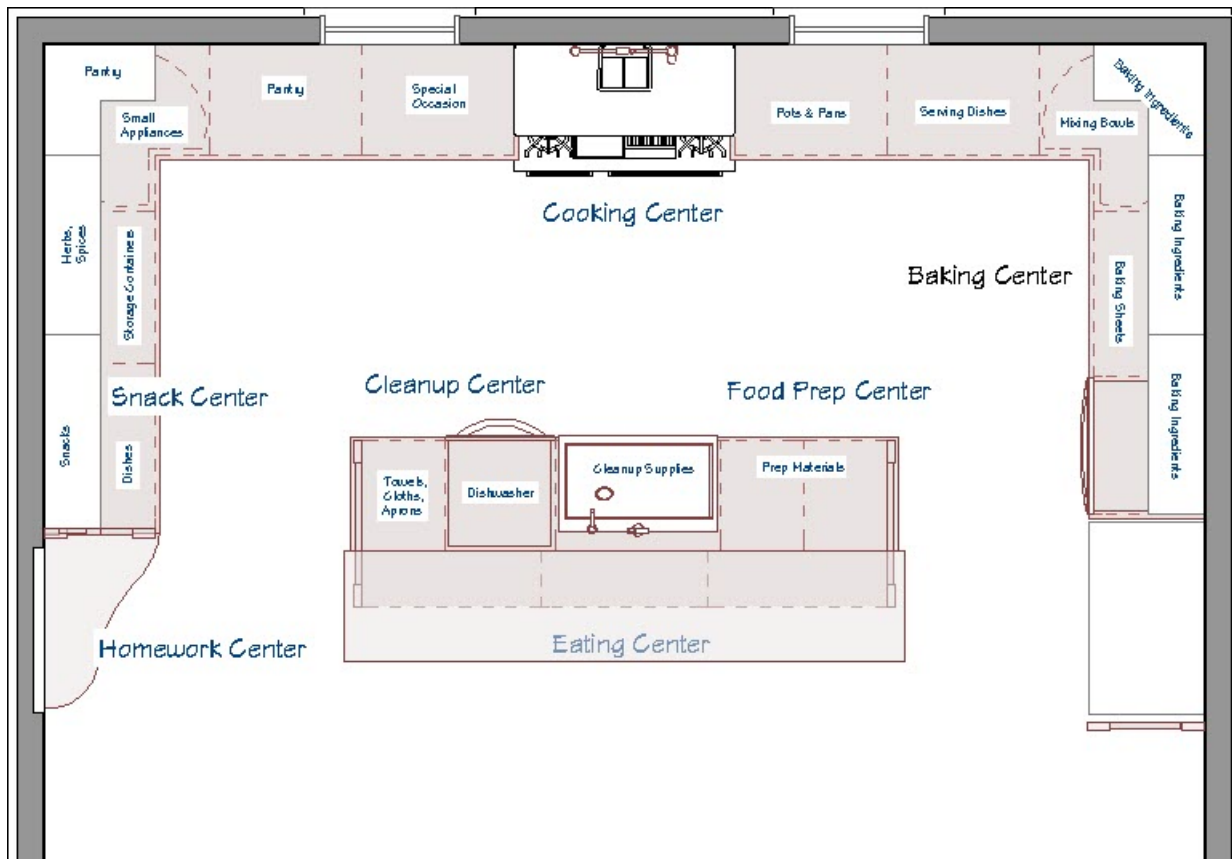 Pantry
Pantry
Special
Occasion
Small
Appliances
Pots & Pans
Serving Dishes
Mixing Bowls
Baking Ingredients
Herbs,
Spices
Storage Containers
Cooking Center
Baking Center
Baking Ingredients
Baking Sheets
Snack Center
Cleanup Center
Food Prep Center
Snacks
Dishes
Towels,
Cloths,
Aprons
Dishwasher
Cleanup Supplies
Prep Materials
Baking Ingredients
Homework Center
Eating Center